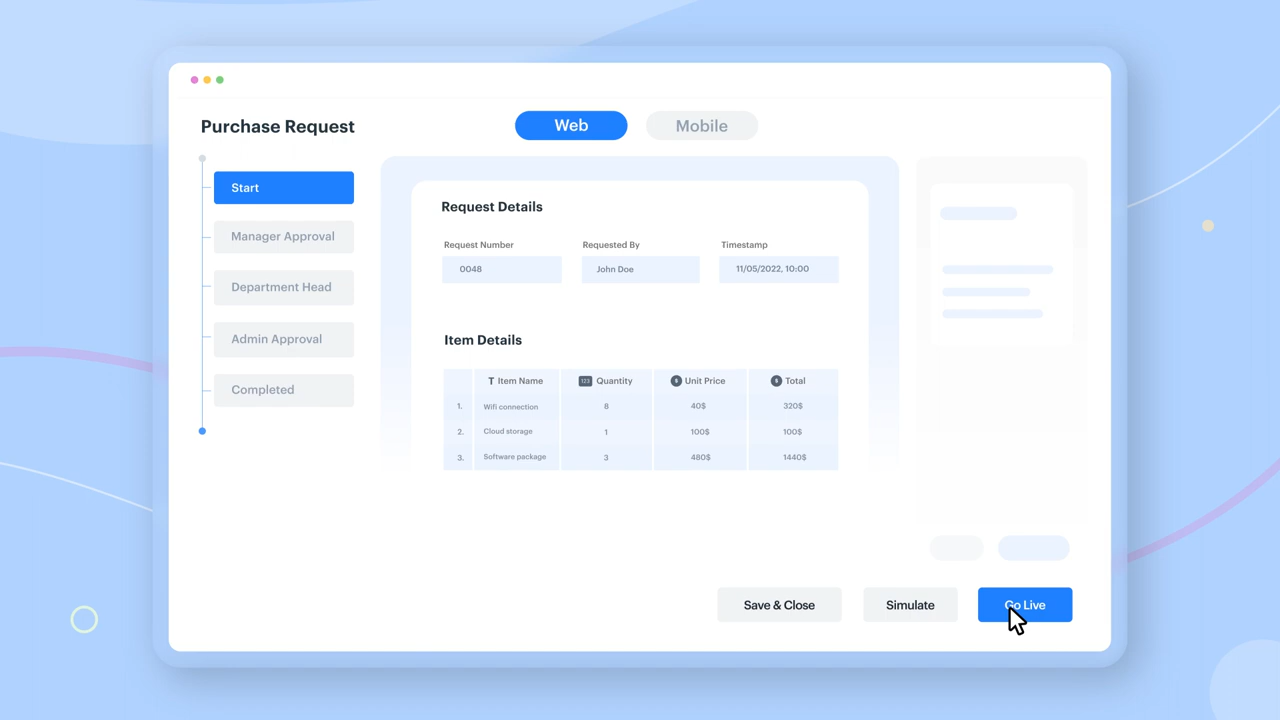 Purchase Request
Web
Mobile
Start
Manager Approval
Department Head
Admin Approval
Completed
Request Details
Request Number
Requested By
Timestamp
0048
John Doe
11/05/2022, 10:00
Item Details
T Item Name
123 Quantity
$ Unit Price
$ Total
1. Wifi connection 8 40$ 320$
2. Cloud storage 1 100$ 100$
3. Software package 3 480$ 1440$
Save & Close
Simulate
Go Live